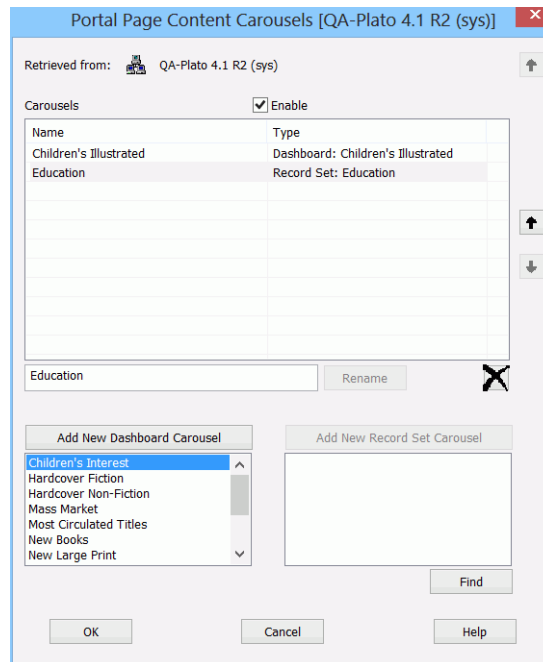 Portal Page Content Carousels [QA-Plato 4.1 R2 (sys)]
Retrieved from: QA-Plato 4.1 R2 (sys)
Carousels Enable
Name Type
Children's Illustrated Dashboard: Children's Illustrated
Education Record Set: Education
Education Rename
Add New Dashboard Carousel Add New Record Set Carousel
Children's Interest
Hardcover Fiction
Hardcover Non-Fiction
Mass Market
Most Circulated Titles
New Books
New Large Print
Find
OK Cancel Help